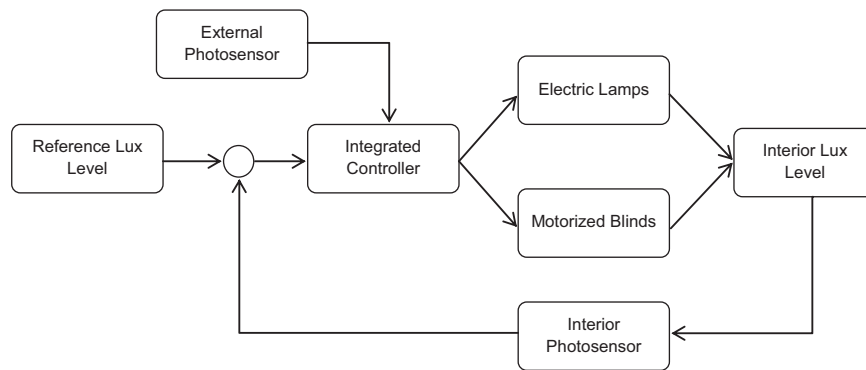 External
Photosensor
Electric Lamps
Reference Lux
Level
Integrated
Controller
Interior Lux
Level
Motorized Blinds
Interior
Photosensor